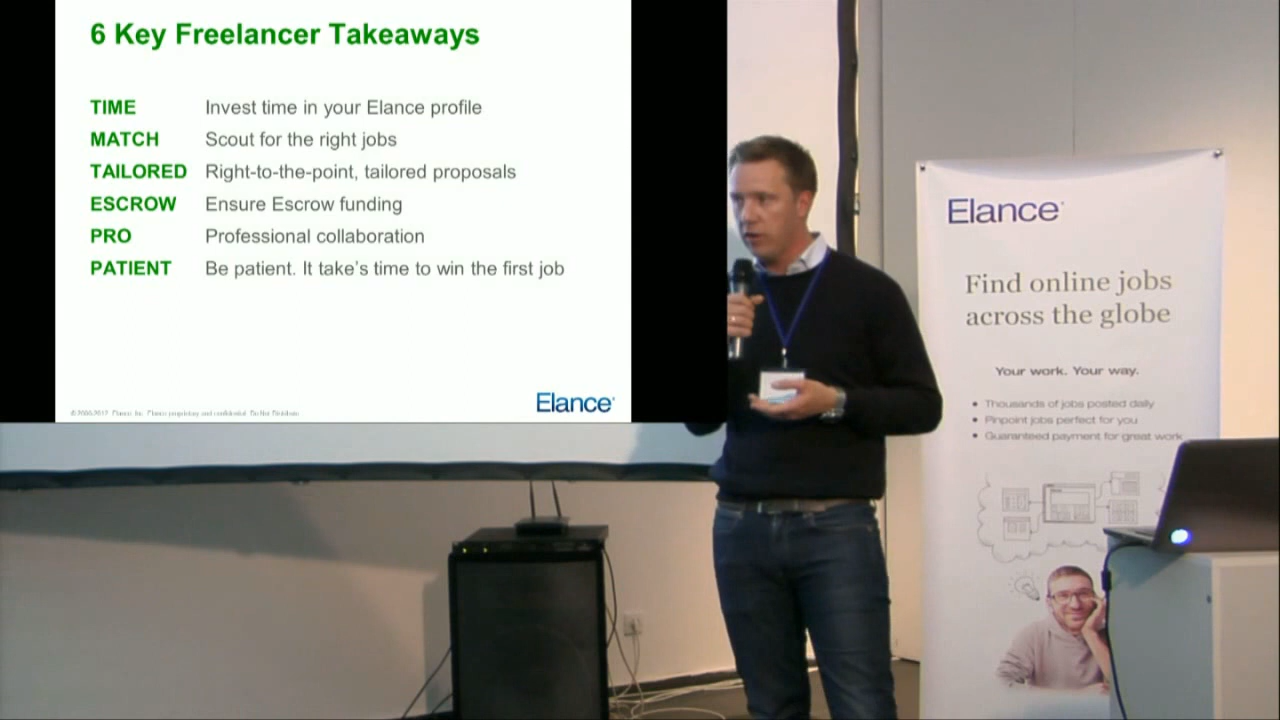 6 Key Freelancer Takeaways
TIME Invest time in your Elance profile
MATCH Scout for the right jobs
TAILORED Right-to-the-point, tailored proposals
ESCROW Ensure Escrow funding
PRO Professional collaboration
PATIENT Be patient. It take's time to win the first job
Elance
Elance
Find online jobs
across the globe
Your work. Your way.
• Thousands of jobs posted daily
• Pinpoint jobs perfect for you
• Guaranteed payment for great work